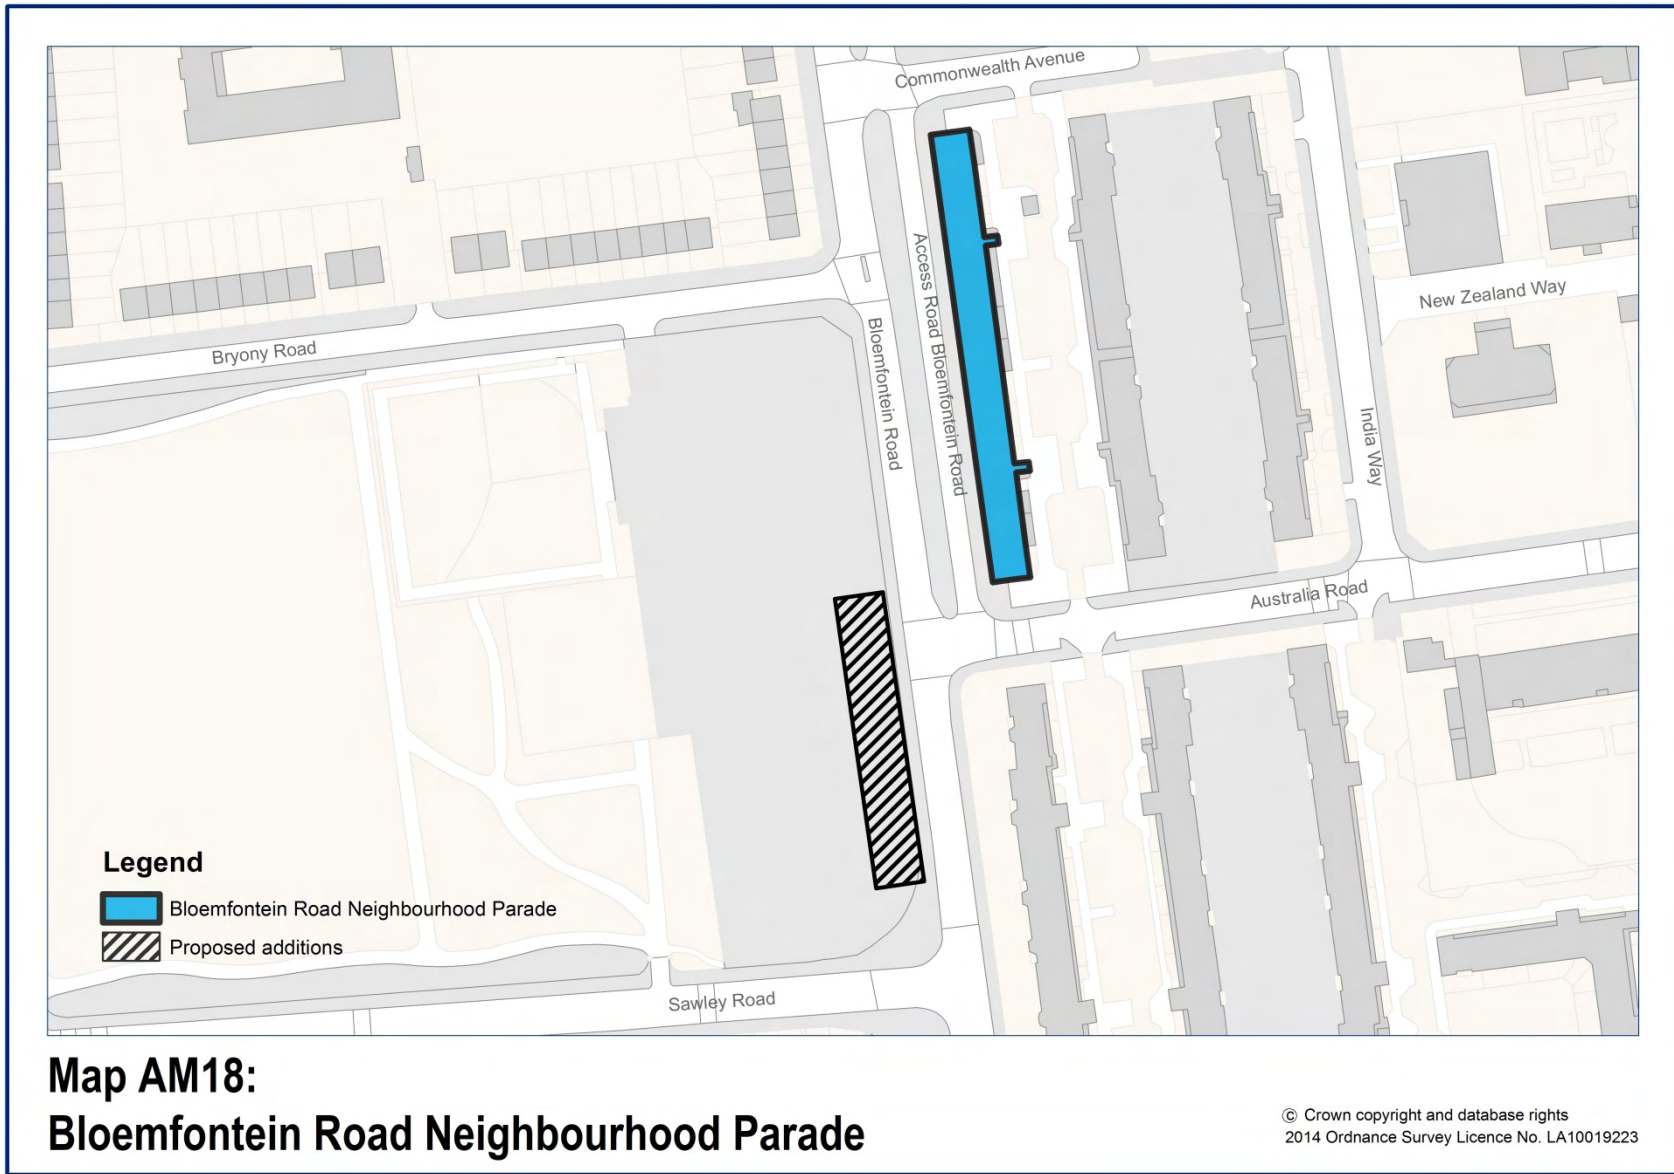 Commonwealth Avenue
Access Road Bloemfontein Road
New Zealand Way
Bryony Road
Bloemfontein Road
India Way
Australia Road
Legend
Bloemfontein Road Neighbourhood Parade
Proposed additions
Sawley Road
Map AM18:
Bloemfontein Road Neighbourhood Parade
© Crown copyright and database rights
2014 Ordnance Survey Licence No. LA10019223